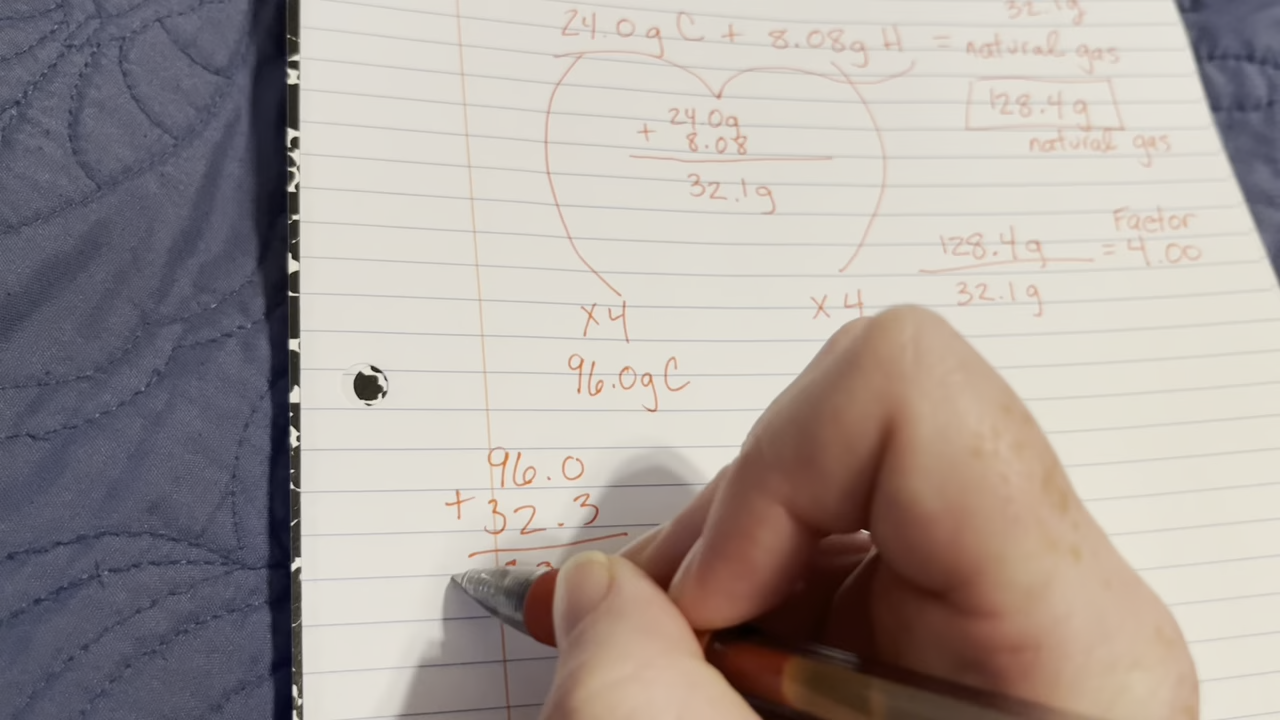 32.1g
24.0g C + 8.08g H = natural gas
24.0g
+ 8.08
32.1g
128.4g
natural gas
Factor
128.4g = 4.00
32.1g
x4
x4
96.0g C
96.0
+ 32.3